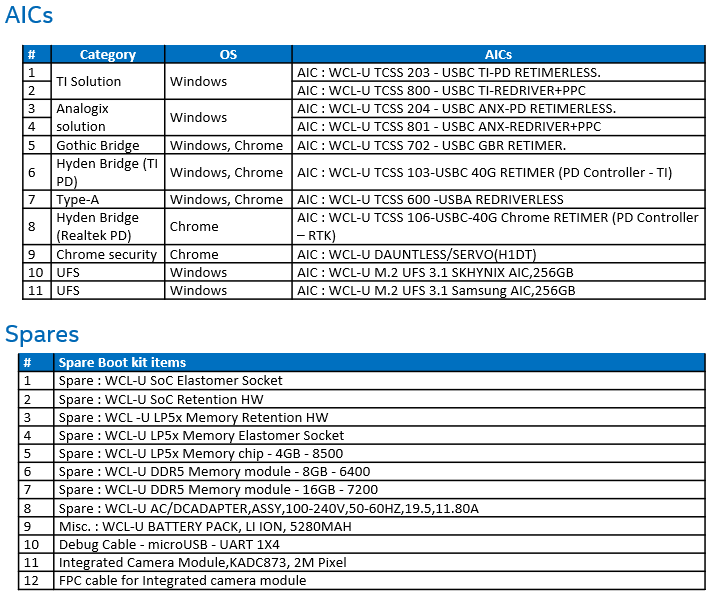 AICs
# Category OS AICs
1 TI Solution Windows AIC : WCL-U TCSS 203 - USBC TI-PD RETIMERLESS.
2 AIC : WCL-U TCSS 800 - USBC TI-REDRIVER+PPC
3 Analogix Windows AIC : WCL-U TCSS 204 - USBC ANX-PD RETIMERLESS.
4 solution AIC : WCL-U TCSS 801 - USBC ANX-REDRIVER+PPC
5 Gothic Bridge Windows, Chrome AIC : WCL-U TCSS 702 - USBC GBR RETIMER.
6 Hyden Bridge (TI Windows, Chrome AIC : WCL-U TCSS 103-USBC 40G RETIMER (PD Controller - TI)
PD)
7 Type-A Windows, Chrome AIC : WCL-U TCSS 600 -USBA REDRIVERLESS
8 Hyden Bridge Chrome AIC : WCL-U TCSS 106-USBC-40G Chrome RETIMER (PD Controller
(Realtek PD) – RTK)
9 Chrome security Chrome AIC : WCL-U DAUNTLESS/SERVO(H1DT)
10 UFS Windows AIC : WCL-U M.2 UFS 3.1 SKHYNIX AIC,256GB
11 UFS Windows AIC : WCL-U M.2 UFS 3.1 Samsung AIC,256GB
Spares
# Spare Boot kit items
1 Spare : WCL-U SoC Elastomer Socket
2 Spare : WCL-U SoC Retention HW
3 Spare : WCL -U LP5x Memory Retention HW
4 Spare : WCL-U LP5x Memory Elastomer Socket
5 Spare : WCL-U LP5x Memory chip - 4GB - 8500
6 Spare : WCL-U DDR5 Memory module - 8GB - 6400
7 Spare : WCL-U DDR5 Memory module - 16GB - 7200
8 Spare : WCL-U AC/DCADAPTER,ASSY,100-240V,50-60HZ,19.5,11.80A
9 Misc. : WCL-U BATTERY PACK, LI ION, 5280MAH
10 Debug Cable - microUSB - UART 1X4
11 Integrated Camera Module,KADC873, 2M Pixel
12 FPC cable for Integrated camera module